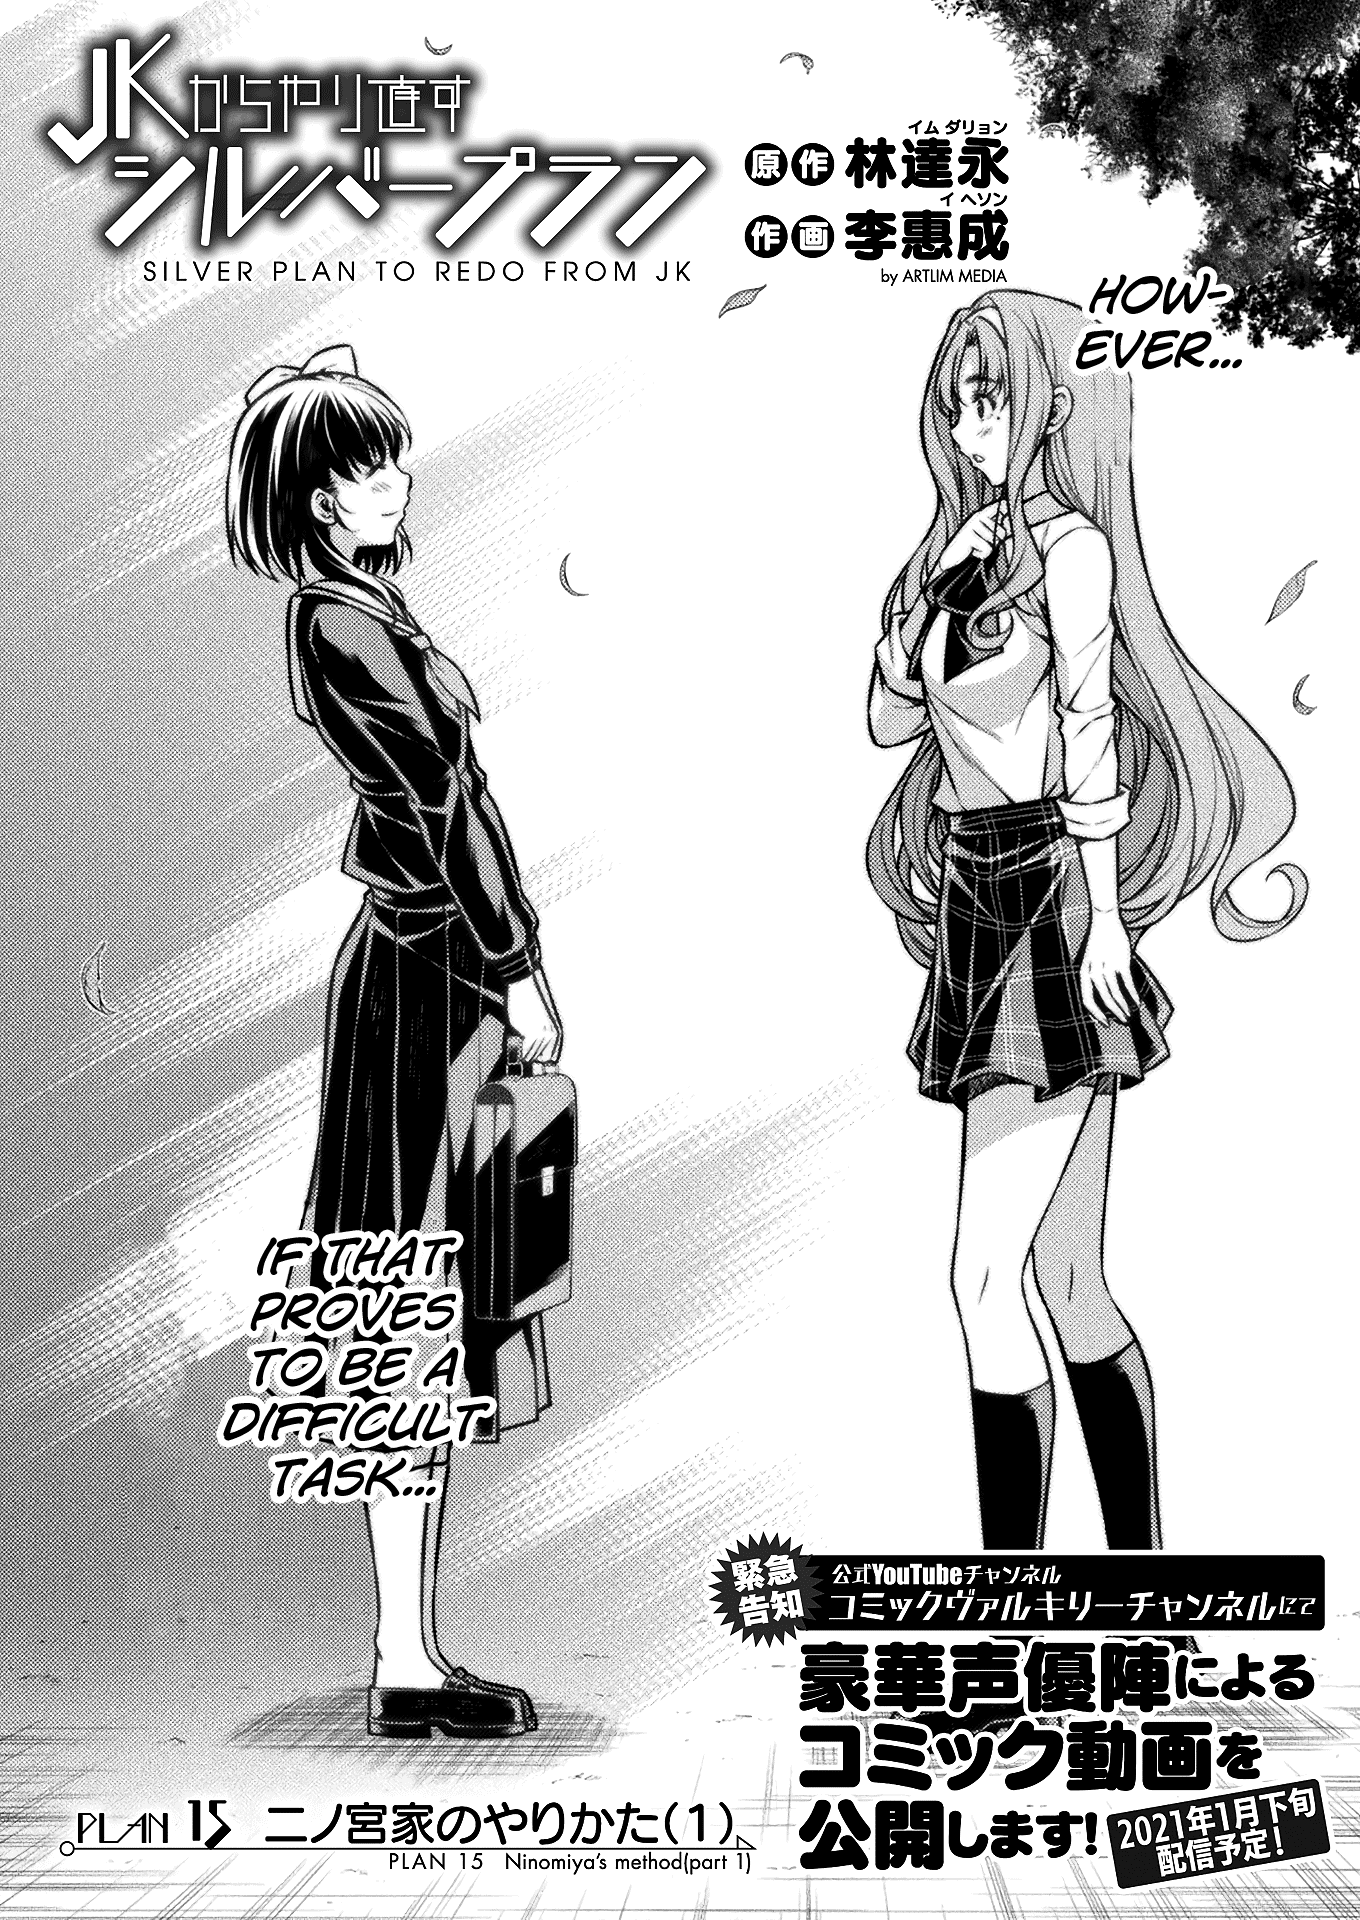 JKからやり直す
シルバープラン
SILVER PLAN TO REDO FROM JK
イム ダリョン
原作 林達永
イ ヘソン
作画 李惠成
by ARTLIM MEDIA
HOW-
EVER...
IF THAT
PROVES
TO BE A
DIFFICULT
TASK...
緊急
告知
公式YouTubeチャンネル
コミックヴァルキリーチャンネルにて
豪華声優陣による
コミック動画を
公開します!
2021年1月下旬
配信予定!
PLAN 15 二ノ宮家のやりかた(1)
PLAN 15 Ninomiya's method(part 1)